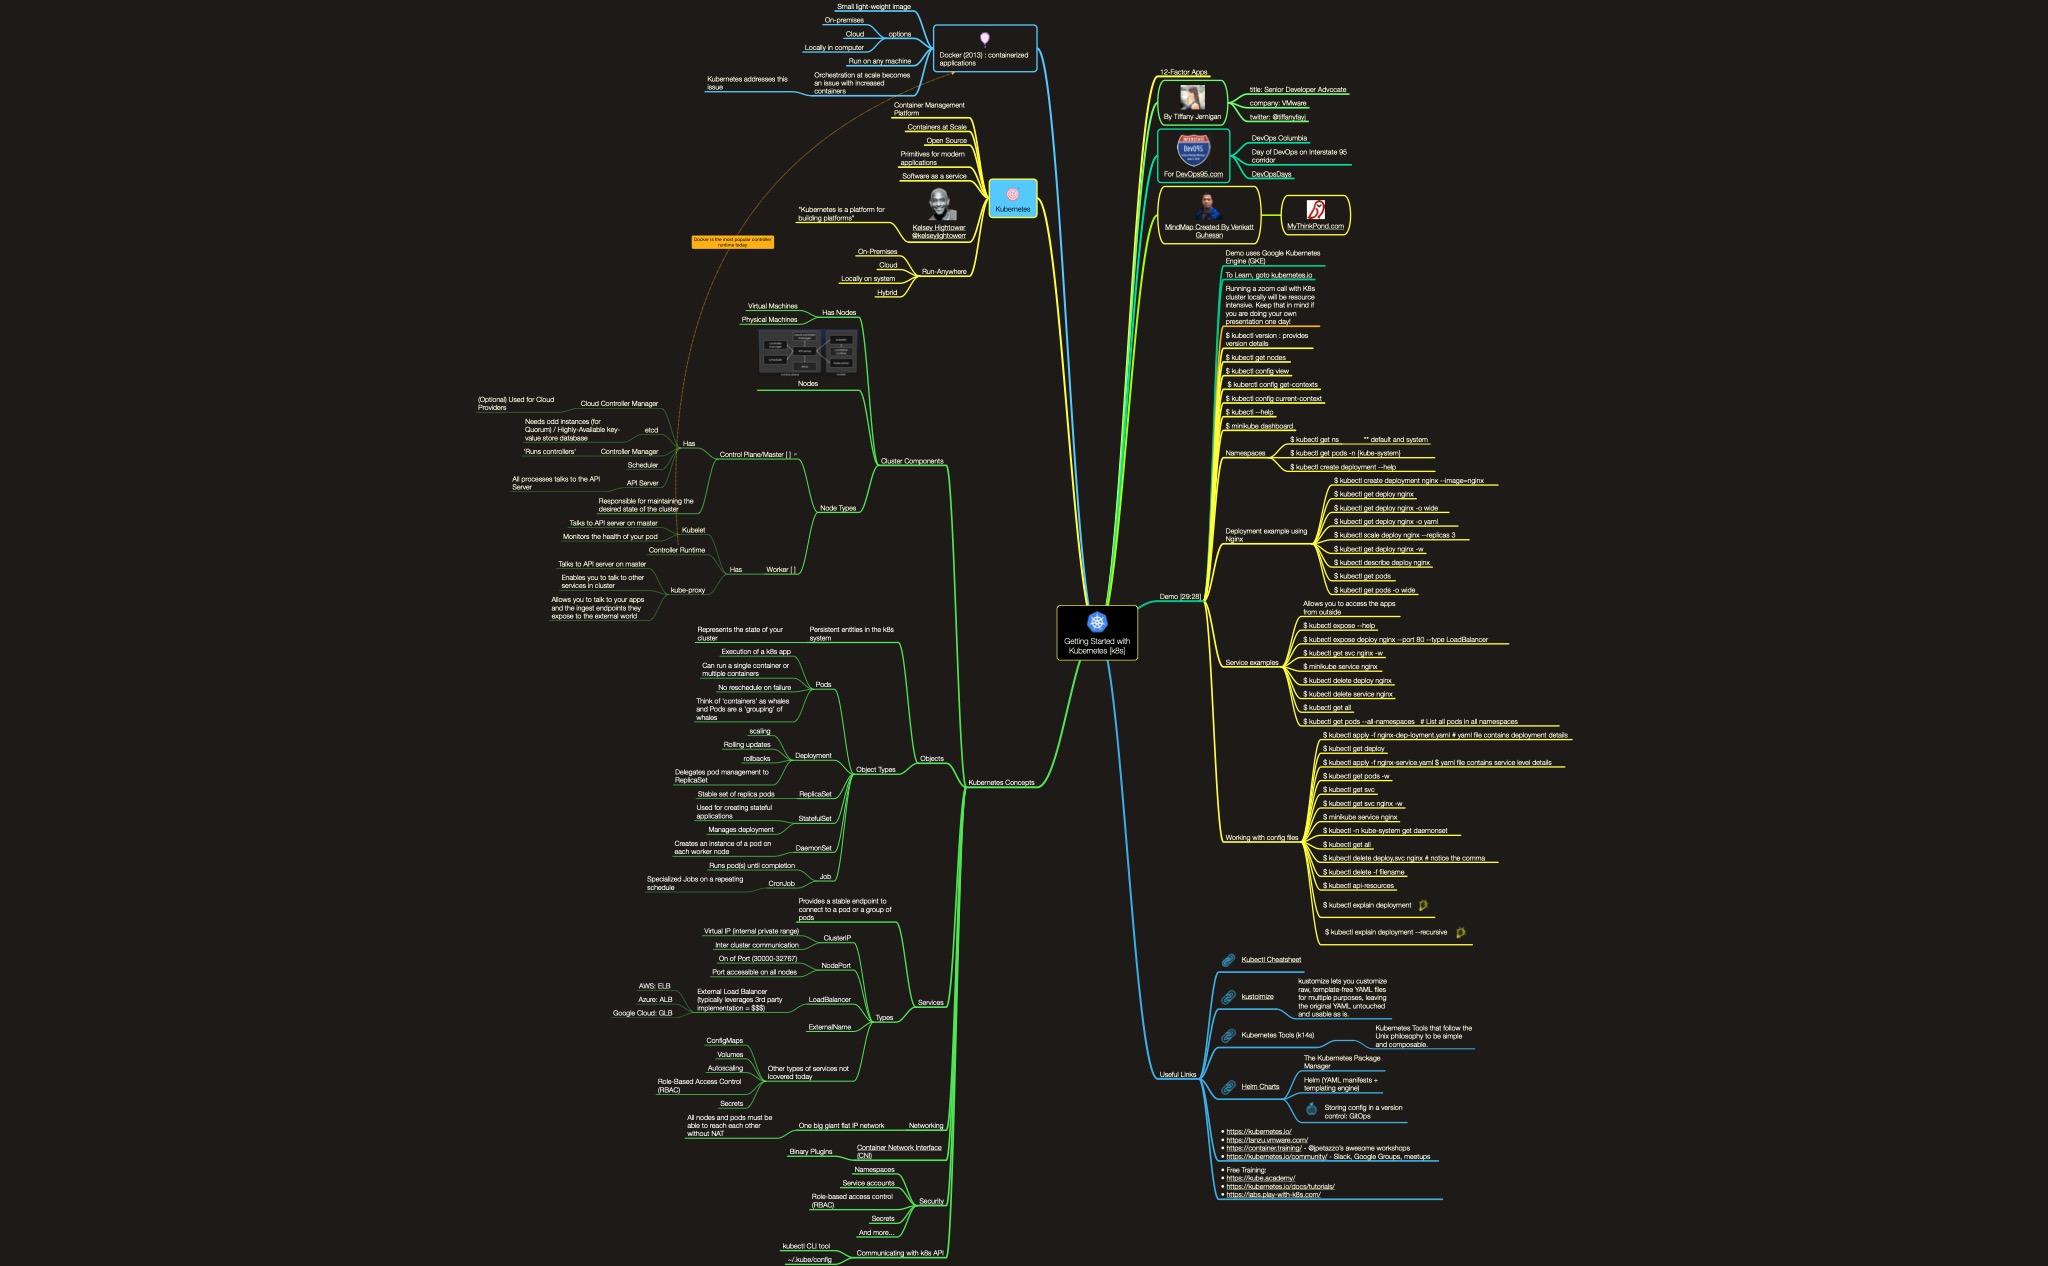 Small light-weight image
On-premises
Cloud
options
Locally in computer
Run on any machine
Orchestration at scale becomes
an issue with increased
containers
Kubernetes addresses this
issue
Docker (2013) : containerized
applications
Container Management
Platform
Containers at Scale
Open Source
Primitives for modern
applications
Software as a service
"Kubernetes is a platform for
building platforms"
Kelsey Hightower
@kelseyjightowerr
Kubernetes
On-Premises
Cloud
Run-Anywhere
Locally on system
Hybrid
Docker is the most popular controller
runtime today
Virtual Machines
Has Nodes
Physical Machines
Nodes
(Optional) Used for Cloud
Providers
Cloud Controller Manager
Needs odd instances (for
Quorum) / Highly-Available key-
value store database
etcd
Has
'Runs controllers'
Controller Manager
Control Plane/Master [ ]
Cluster Components
Scheduler
All processes talks to the API
Server
API Server
Responsible for maintaining the
desired state of the cluster
Node Types
Talks to API server on master
Kubelet
Monitors the health of your pod
Controller Runtime
Talks to API server on master
Has
Worker [ ]
Enables you to talk to other
services in cluster
kube-proxy
Allows you to talk to your apps
and the ingest endpoints they
expose to the external world
Getting Started with
Kubernetes [k8s]
Represents the state of your
cluster
Persistent entities in the k8s
system
Execution of a k8s app
Can run a single container or
multiple containers
Pods
No reschedule on failure
Think of 'containers' as whales
and Pods are a 'grouping' of
whales
scaling
Rolling updates
rollbacks
Deployment
Objects
Delegates pod management to
ReplicaSet
Object Types
Kubernetes Concepts
Stable set of replica pods
ReplicaSet
Used for creating stateful
applications
StatefulSet
Manages deployment
Creates an instance of a pod on
each worker node
DaemonSet
Runs pod(s) until completion
Job
Specialized Jobs on a repeating
schedule
CronJob
Provides a stable endpoint to
connect to a pod or a group of
pods
Virtual IP (internal private range)
ClusterIP
Inter cluster communication
On of Port (30000-32767)
NodePort
Port accessible on all nodes
AWS: ELB
Azure: ALB
Google Cloud: GLB
External Load Balancer
(typically leverages 3rd party
implementation = $$$)
LoadBalancer
Services
Types
ExternalName
ConfigMaps
Volumes
Autoscaling
Role-Based Access Control
(RBAC)
Secrets
Other types of services not
lcovered today
All nodes and pods must be
able to reach each other
without NAT
One big giant flat IP network
Networking
Binary Plugins
Container Network Interface
(CNI)
Namespaces
Service accounts
Role-based access control
(RBAC)
Security
Secrets
And more...
kubectl CLI tool
Communicating with k8s API
~/.kube/config
12-Factor Apps
By Tiffany Jernigan
title: Senior Developer Advocate
company: VMware
twitter: @tiffanyfayj
DevOps Columbia
Day of DevOps on Interstate 95
corridor
DevOpsDays
INTERSTATE
DevOps
For DevOps95.com
MindMap Created By Venkatt
Guhesan
MyThinkPond.com
Demo [29:28]
Demo uses Google Kubernetes
Engine (GKE)
To Learn, goto kubernetes.io
Running a zoom call with K8s
cluster locally will be resource
intensive. Keep that in mind if
you are doing your own
presentation one day!
$ kubectl version : provides
version details
$ kubectl get nodes
$ kubectl config view
$ kuberctl config get-contexts
$ kubectl config current-context
$ kubectl --help
$ minikube dashboard
Namespaces
$ kubectl get ns
** default and system
$ kubectl get pods -n {kube-system}
$ kubectl create deployment --help
Deployment example using
Nginx
$ kubectl create deployment nginx --image=nginx
$ kubectl get deploy nginx
$ kubectl get deploy nginx -o wide
$ kubectl get deploy nginx -o yaml
$ kubectl scale deploy nginx --replicas 3
$ kubectl get deploy nginx -w
$ kubectl describe deploy nginx
$ kubectl get pods
$ kubectl get pods -o wide
Service examples
Allows you to access the apps
from outside
$ kubectl expose --help
$ kubectl expose deploy nginx --port 80 --type LoadBalancer
$ kubectl get svc nginx -w
$ minikube service nginx
$ kubectl delete deploy nginx
$ kubectl delete service nginx
$ kubectl get all
$ kubectl get pods --all-namespaces # List all pods in all namespaces
Working with config files
$ kubectl apply -f nginx-dep-loyment.yaml # yaml file contains deployment details
$ kubectl get deploy
$ kubectl apply -f nginx-service.yaml $ yaml file contains service level details
$ kubectl get pods -w
$ kubectl get svc
$ kubectl get svc nginx -w
$ minikube service nginx
$ kubectl -n kube-system get daemonset
$ kubectl get all
$ kubectl delete deploy,svc nginx # notice the comma
$ kubectl delete -f filename
$ kubectl api-resources
$ kubectl explain deployment
$ kubectl explain deployment --recursive
Useful Links
Kubectl Cheatsheet
kustoimize
kustomize lets you customize
raw, template-free YAML files
for multiple purposes, leaving
the original YAML untouched
and usable as is.
Kubernetes Tools (k14s)
Kubernetes Tools that follow the
Unix philosophy to be simple
and composable.
Helm Charts
The Kubernetes Package
Manager
Helm (YAML manifests +
templating engine)
Storing config in a version
control: GitOps
• https://kubernetes.io/
• https://tanzu.vmware.com/
• https://container.training/ - @jpetazzo's awesome workshops
• https://kubernetes.io/community/ - Slack, Google Groups, meetups
• Free Training:
• https://kube.academy/
• https://kubernetes.io/docs/tutorials/
• https://labs.play-with-k8s.com/